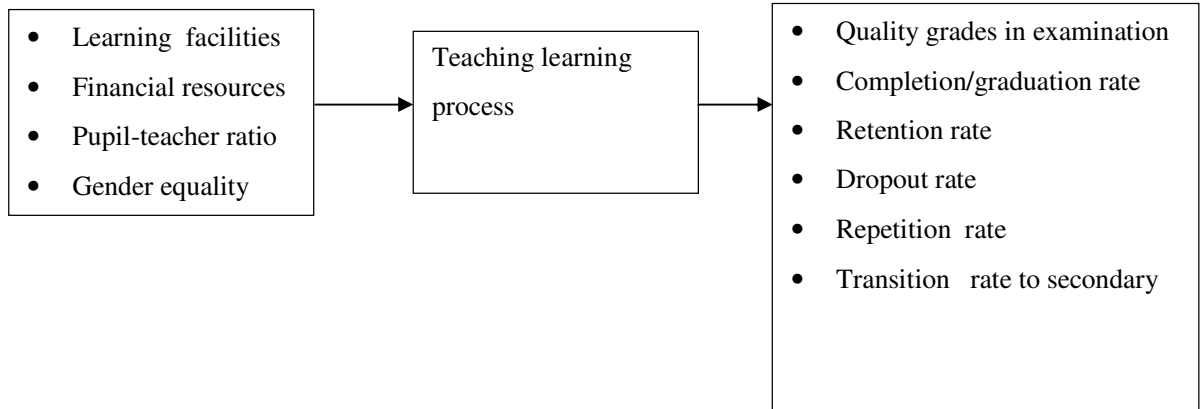 • Learning facilities
• Financial resources
• Pupil-teacher ratio
• Gender equality
Teaching learning
process
• Quality grades in examination
• Completion/graduation rate
• Retention rate
• Dropout rate
• Repetition rate
• Transition rate to secondary